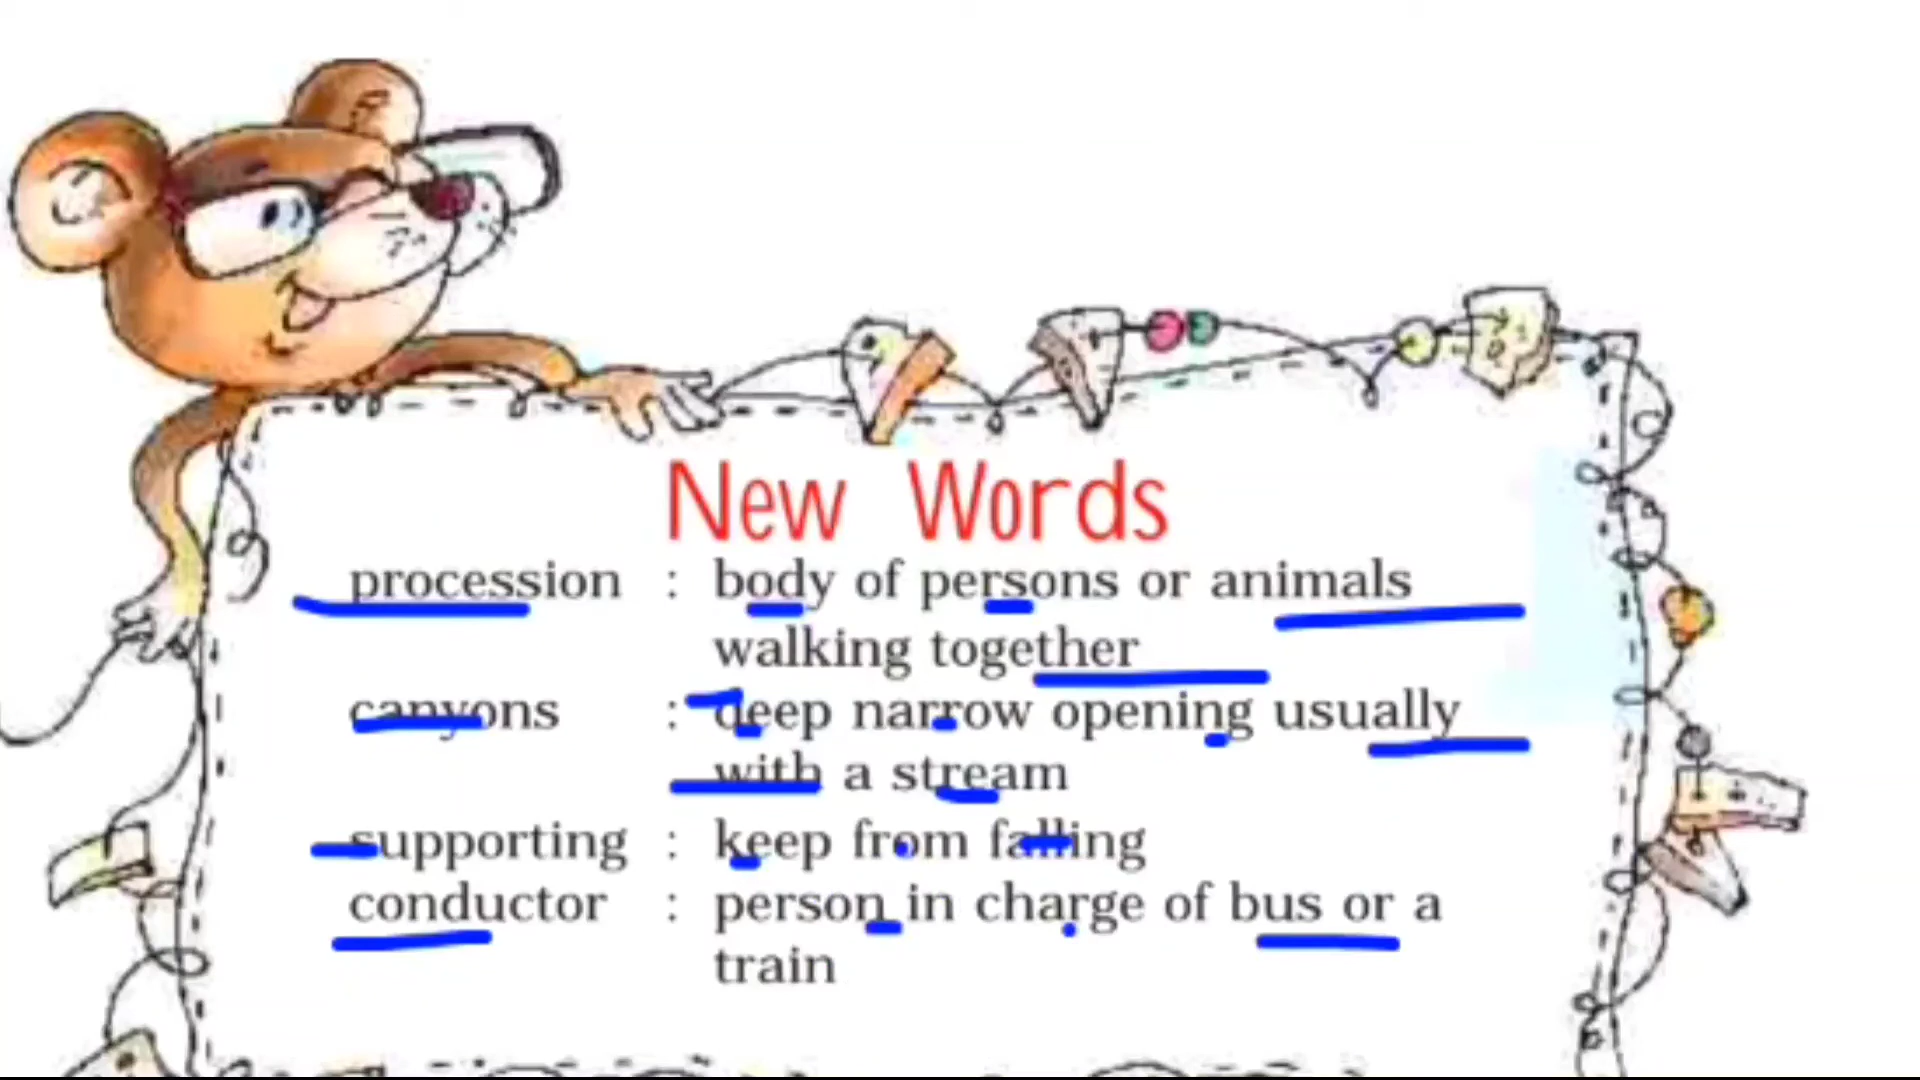 New Words
procession : body of persons or animals
walking together
canyons : deep narrow opening usually
with a stream
supporting : keep from falling
conductor : person in charge of bus or a
train